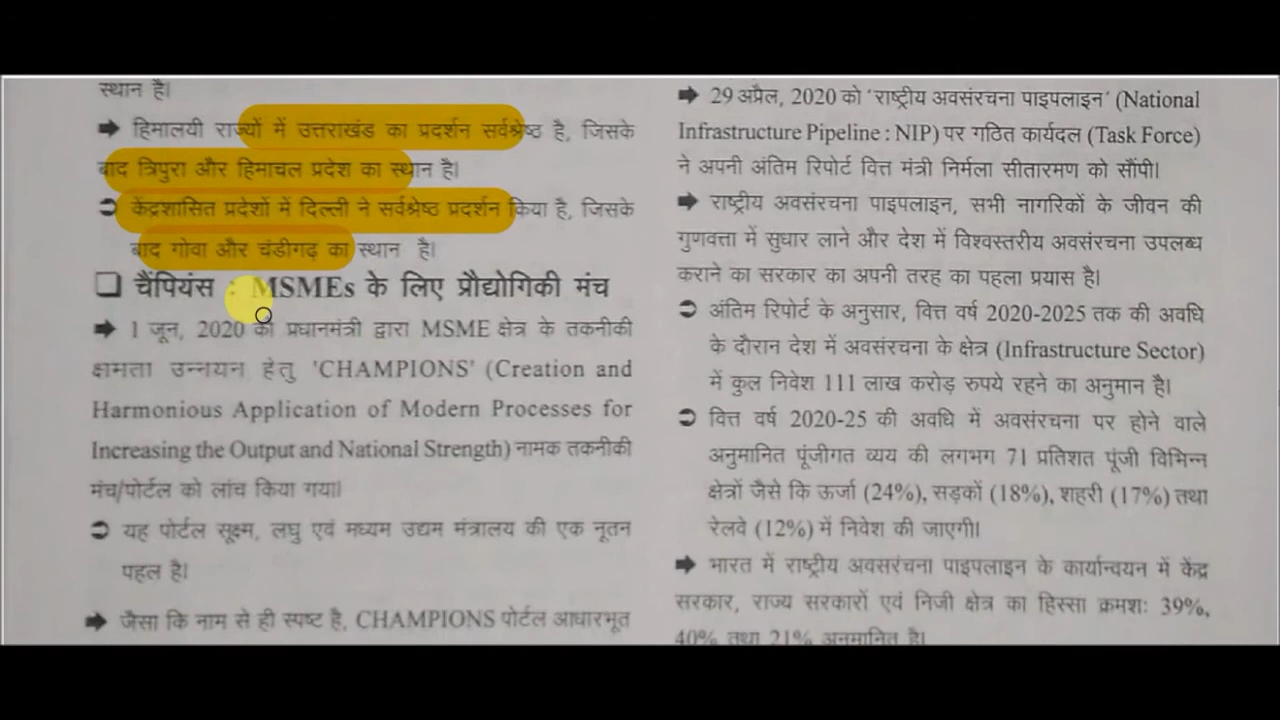 स्थान है।
➡ हिमालयी राज्यों में उत्तराखंड का प्रदर्शन सर्वश्रेष्ठ है, जिसके
बाद त्रिपुरा और हिमाचल प्रदेश का स्थान है।
➲ केंद्रशासित प्रदेशों में दिल्ली ने सर्वश्रेष्ठ प्रदर्शन किया है, जिसके
बाद गोवा और चंडीगढ़ का स्थान है।
❑ चैंपियंस : MSMEs के लिए प्रौद्योगिकी मंच
➡ 1 जून, 2020 को प्रधानमंत्री द्वारा MSME क्षेत्र के तकनीकी
क्षमता उन्नयन हेतु 'CHAMPIONS' (Creation and
Harmonious Application of Modern Processes for
Increasing the Output and National Strength) नामक तकनीकी
मंच/पोर्टल को लांच किया गया।
➲ यह पोर्टल सूक्ष्म, लघु एवं मध्यम उद्यम मंत्रालय की एक नूतन
पहल है।
➡ जैसा कि नाम से ही स्पष्ट है, CHAMPIONS पोर्टल आधारभूत
➡ 29 अप्रैल, 2020 को 'राष्ट्रीय अवसंरचना पाइपलाइन' (National
Infrastructure Pipeline : NIP) पर गठित कार्यदल (Task Force)
ने अपनी अंतिम रिपोर्ट वित्त मंत्री निर्मला सीतारमण को सौंपी।
➡ राष्ट्रीय अवसंरचना पाइपलाइन, सभी नागरिकों के जीवन की
गुणवत्ता में सुधार लाने और देश में विश्वस्तरीय अवसंरचना उपलब्ध
कराने का सरकार का अपनी तरह का पहला प्रयास है।
➲ अंतिम रिपोर्ट के अनुसार, वित्त वर्ष 2020-2025 तक की अवधि
के दौरान देश में अवसंरचना के क्षेत्र (Infrastructure Sector)
में कुल निवेश 111 लाख करोड़ रुपये रहने का अनुमान है।
➲ वित्त वर्ष 2020-25 की अवधि में अवसंरचना पर होने वाले
अनुमानित पूंजीगत व्यय की लगभग 71 प्रतिशत पूंजी विभिन्न
क्षेत्रों जैसे कि ऊर्जा (24%), सड़कों (18%), शहरी (17%) तथा
रेलवे (12%) में निवेश की जाएगी।
➡ भारत में राष्ट्रीय अवसंरचना पाइपलाइन के कार्यान्वयन में केंद्र
सरकार, राज्य सरकारों एवं निजी क्षेत्र का हिस्सा क्रमशः 39%,
40% तथा 21% अनुमानित है।